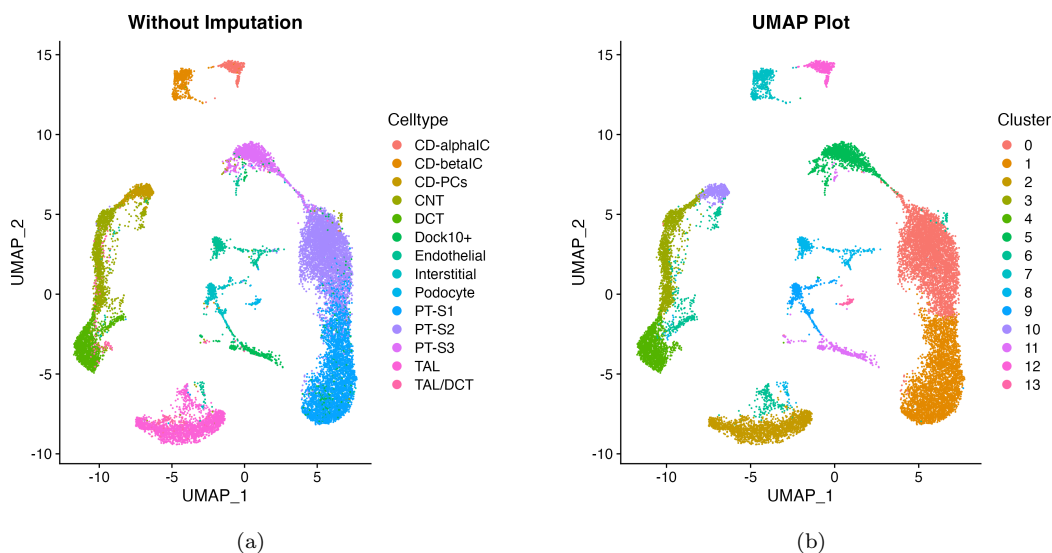 Without Imputation
UMAP_2
15
10
5
0
-5
-10
-10
-5
0
5
UMAP_1
Celltype
CD-alphaIC
CD-betaIC
CD-PCs
CNT
DCT
Dock10+
Endothelial
Interstitial
Podocyte
PT-S1
PT-S2
PT-S3
TAL
TAL/DCT
(a)
UMAP Plot
UMAP_2
15
10
5
0
-5
-10
-10
-5
0
5
UMAP_1
Cluster
0
1
2
3
4
5
6
7
8
9
10
11
12
13
(b)